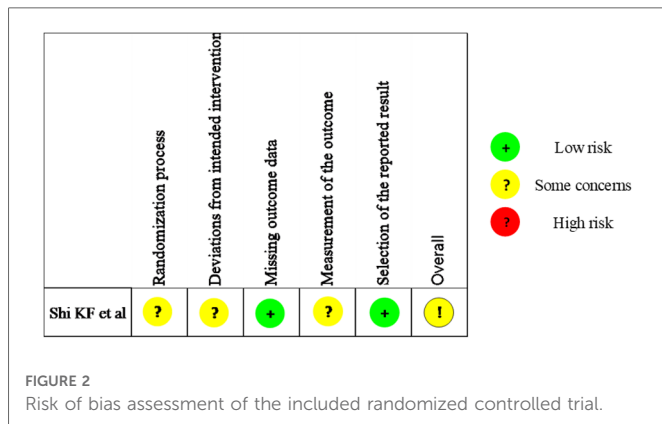 Randomization process
Deviations from intended intervention
Missing outcome data
Measurement of the outcome
Selection of the reported result
Overall
Shi KF et al ? ? + ? + !
+ Low risk
? Some concerns
? High risk
FIGURE 2
Risk of bias assessment of the included randomized controlled trial.